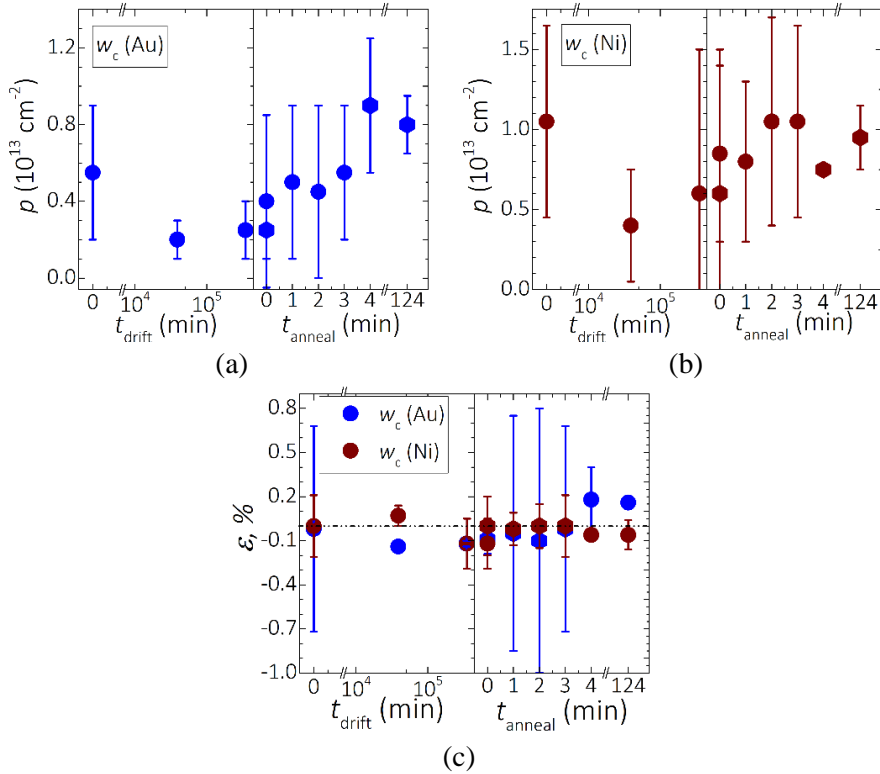 w_c (Au)
p (10^13 cm^-2)
1.2
0.8
0.4
0.0
0 10^4 10^5 0 1 2 3 4 124
t_drift (min) t_anneal (min)
(a)
w_c (Ni)
p (10^13 cm^-2)
1.5
1.0
0.5
0.0
0 10^4 10^5 0 1 2 3 4 124
t_drift (min) t_anneal (min)
(b)
w_c (Au)
w_c (Ni)
ε, %
0.8
0.5
0.2
-0.1
-0.4
-0.7
-1.0
0 10^4 10^5 0 1 2 3 4 124
t_drift (min) t_anneal (min)
(c)